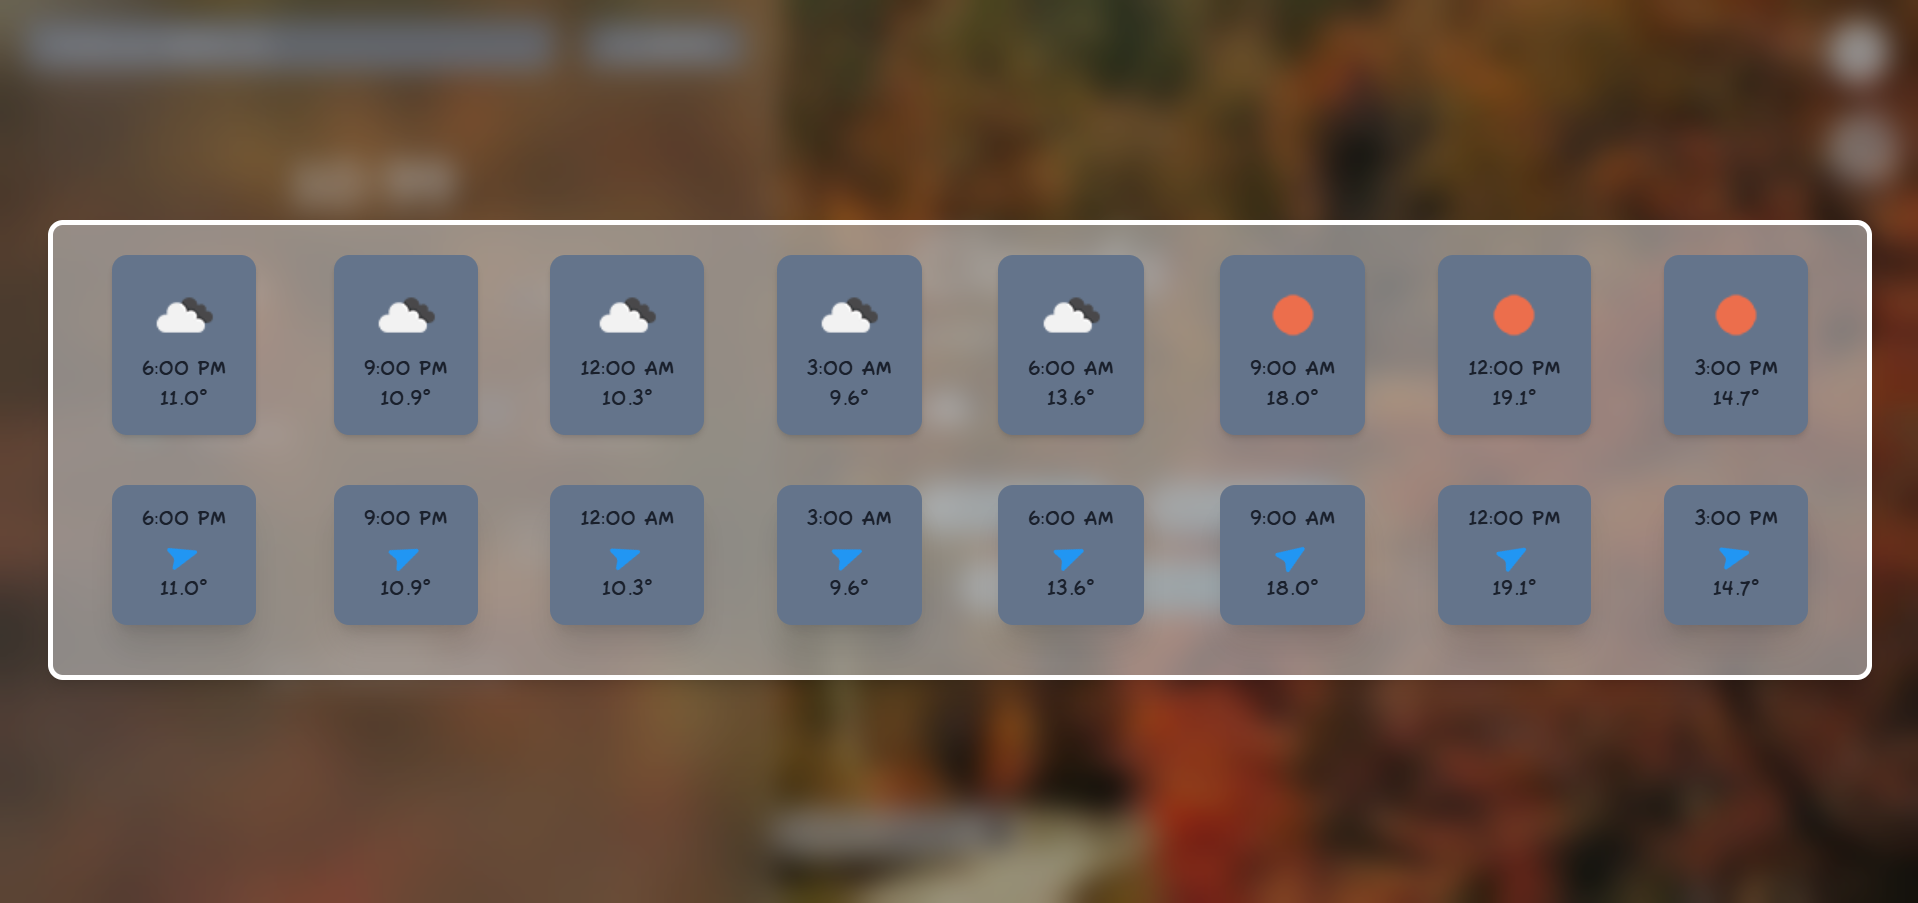 6:00 PM
11.0°
9:00 PM
10.9°
12:00 AM
10.3°
3:00 AM
9.6°
6:00 AM
13.6°
9:00 AM
18.0°
12:00 PM
19.1°
3:00 PM
14.7°
6:00 PM
11.0°
9:00 PM
10.9°
12:00 AM
10.3°
3:00 AM
9.6°
6:00 AM
13.6°
9:00 AM
18.0°
12:00 PM
19.1°
3:00 PM
14.7°